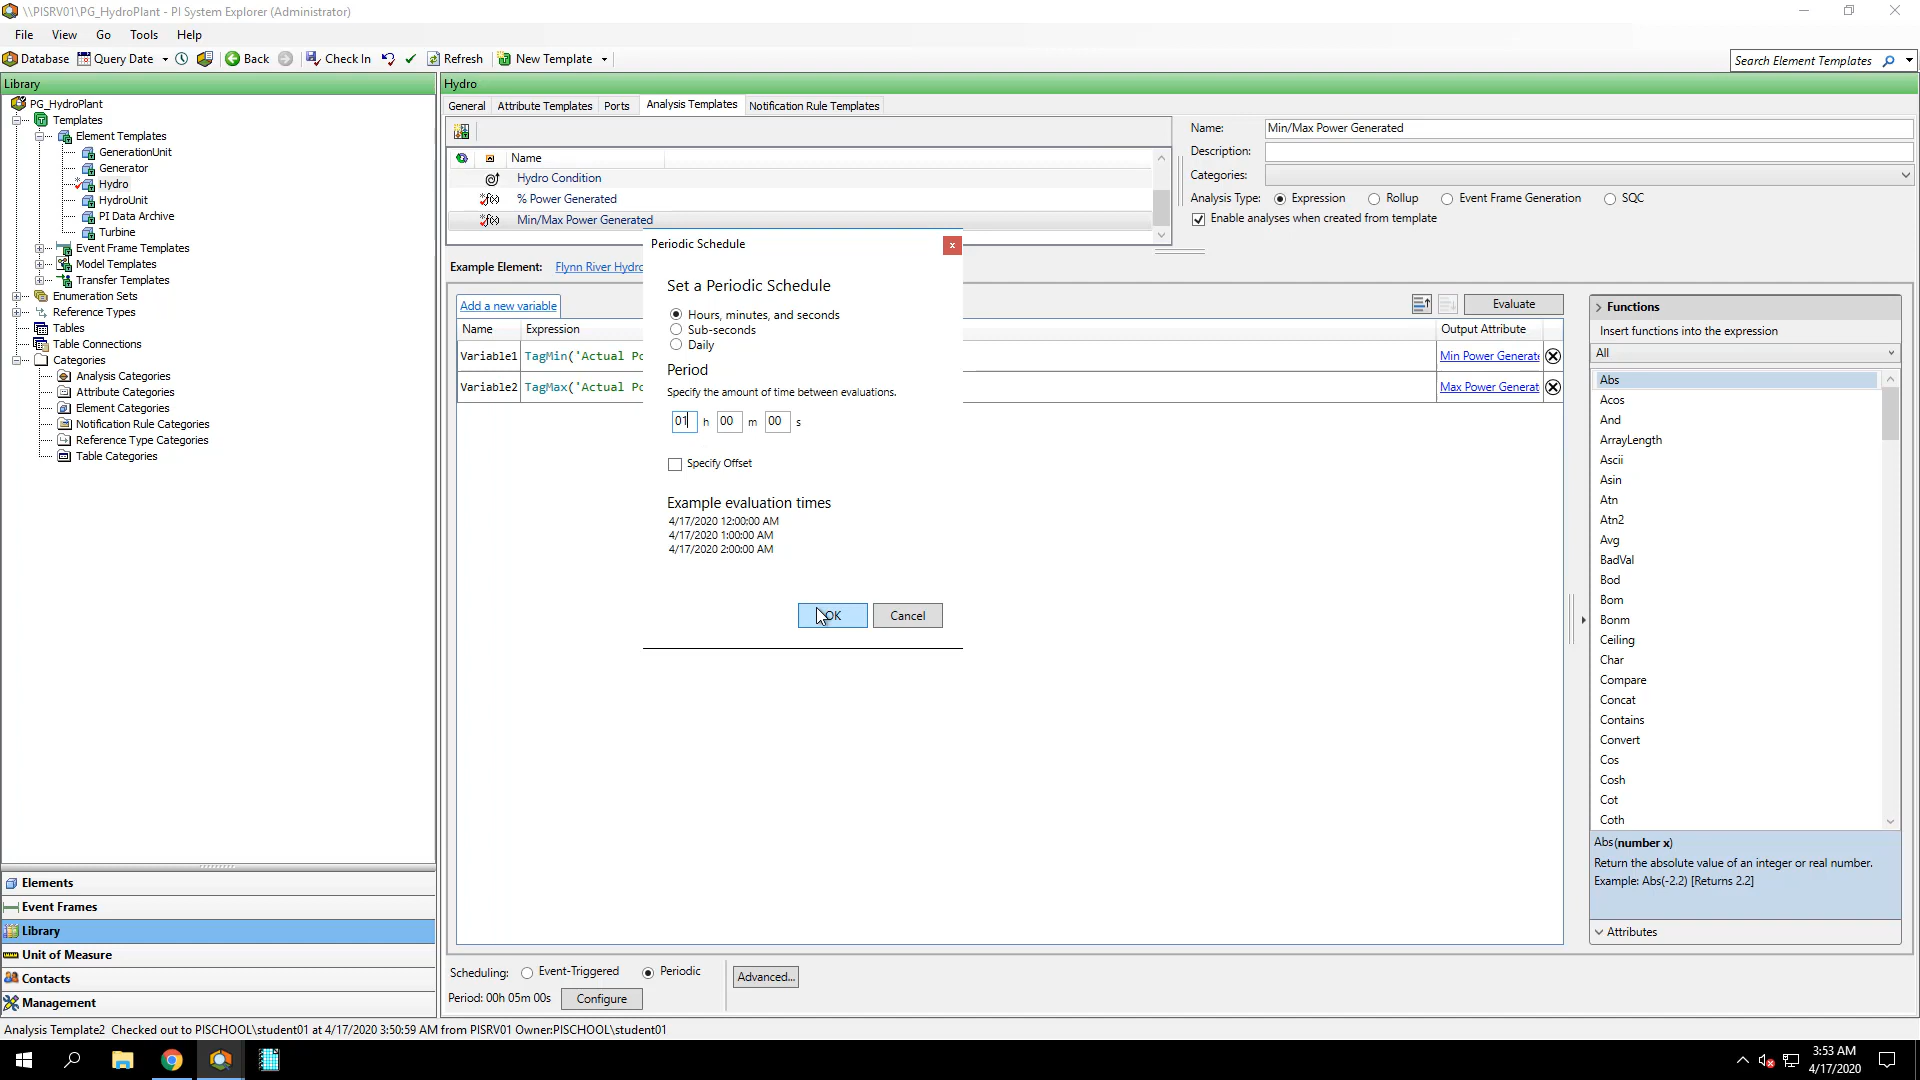 \\PISRV01\PG_HydroPlant - PI System Explorer (Administrator)
File View Go Tools Help
Database Query Date Back Check In Refresh New Template Search Element Templates
Library
PG_HydroPlant
Templates
Element Templates
GenerationUnit
Generator
Hydro
HydroUnit
PI Data Archive
Turbine
Event Frame Templates
Model Templates
Transfer Templates
Enumeration Sets
Reference Types
Tables
Table Connections
Categories
Analysis Categories
Attribute Categories
Element Categories
Notification Rule Categories
Reference Type Categories
Table Categories
Elements
Event Frames
Library
Unit of Measure
Contacts
Management
Hydro
General Attribute Templates Ports Analysis Templates Notification Rule Templates
Name
Hydro Condition
% Power Generated
Min/Max Power Generated
Name: Min/Max Power Generated
Description:
Categories:
Analysis Type: Expression Rollup Event Frame Generation SQC
Enable analyses when created from template
Example Element: Flynn River Hydro
Add a new variable Evaluate
Name Expression Output Attribute
Variable1 TagMin('Actual Po Min Power Generate
Variable2 TagMax('Actual Po Max Power Generat
Periodic Schedule
Set a Periodic Schedule
Hours, minutes, and seconds
Sub-seconds
Daily
Period
Specify the amount of time between evaluations.
01 h 00 m 00 s
Specify Offset
Example evaluation times
4/17/2020 12:00:00 AM
4/17/2020 1:00:00 AM
4/17/2020 2:00:00 AM
OK Cancel
Functions
Insert functions into the expression
All
Abs
Acos
And
ArrayLength
Ascii
Asin
Atn
Atn2
Avg
BadVal
Bod
Bom
Bonm
Ceiling
Char
Compare
Concat
Contains
Convert
Cos
Cosh
Cot
Coth
Abs(number x)
Return the absolute value of an integer or real number.
Example: Abs(-2.2) [Returns 2.2]
Attributes
Scheduling: Event-Triggered Periodic Advanced...
Period: 00h 05m 00s Configure
Analysis Template2 Checked out to PISCHOOL\student01 at 4/17/2020 3:50:59 AM from PISRV01 Owner:PISCHOOL\student01
3:53 AM
4/17/2020